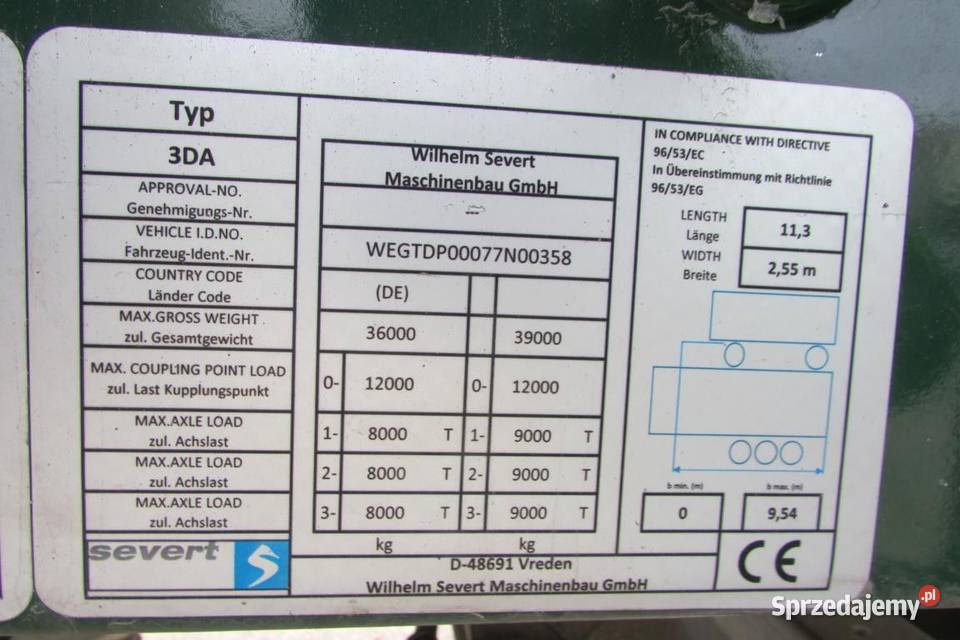 Typ
3DA
APPROVAL-NO.
Genehmigungs-Nr.
VEHICLE I.D.NO.
Fahrzeug-Ident.-Nr.
COUNTRY CODE
Länder Code
MAX.GROSS WEIGHT
zul. Gesamtgewicht
MAX. COUPLING POINT LOAD
zul. Last Kupplungspunkt
MAX.AXLE LOAD
zul. Achslast
MAX.AXLE LOAD
zul. Achslast
MAX.AXLE LOAD
zul. Achslast
severt S
Wilhelm Severt
Maschinenbau GmbH
---
WEGTDP00077N00358
(DE)
36000 39000
0- 12000 0- 12000
1- 8000 T 1- 9000 T
2- 8000 T 2- 9000 T
3- 8000 T 3- 9000 T
kg kg
D-48691 Vreden
Wilhelm Severt Maschinenbau GmbH
IN COMPLIANCE WITH DIRECTIVE
96/53/EC
In Übereinstimmung mit Richtlinie
96/53/EG
LENGTH
Länge 11,3
WIDTH
Breite 2,55 m
b min. (m) b max. (m)
0 9,54
CE
Sprzedajemy.pl